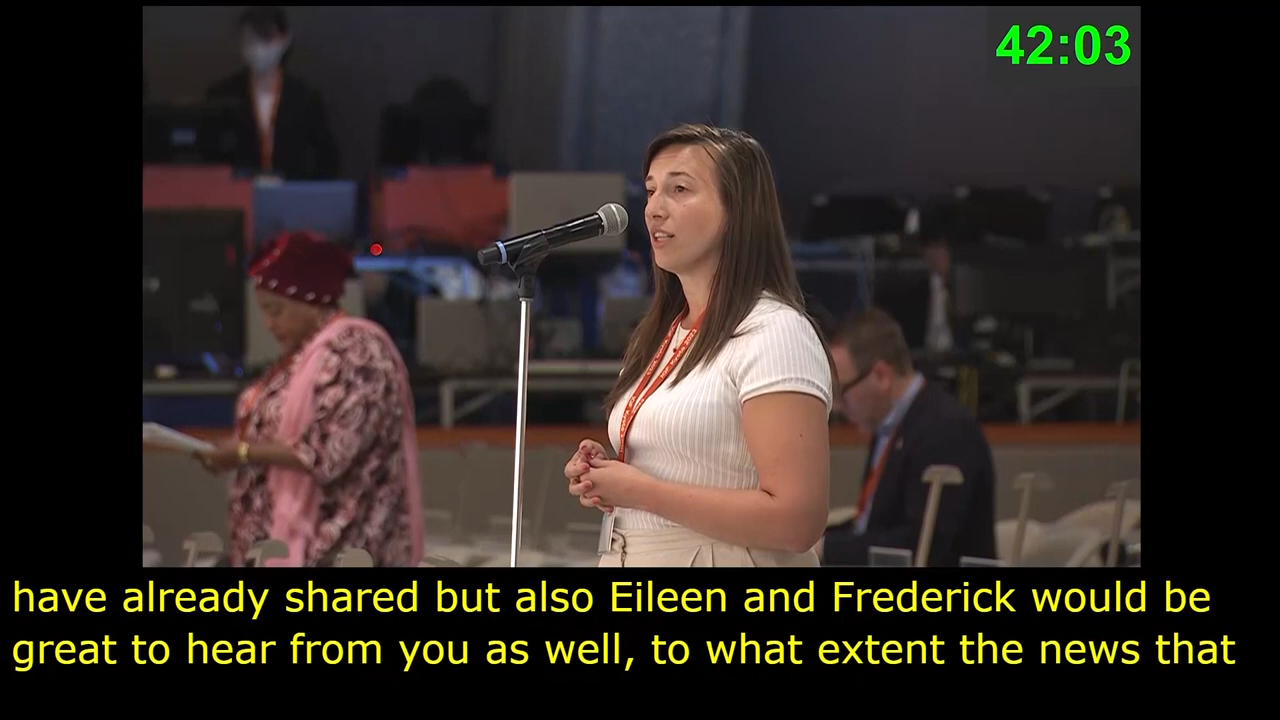 42:03
have already shared but also Eileen and Frederick would be
great to hear from you as well, to what extent the news that